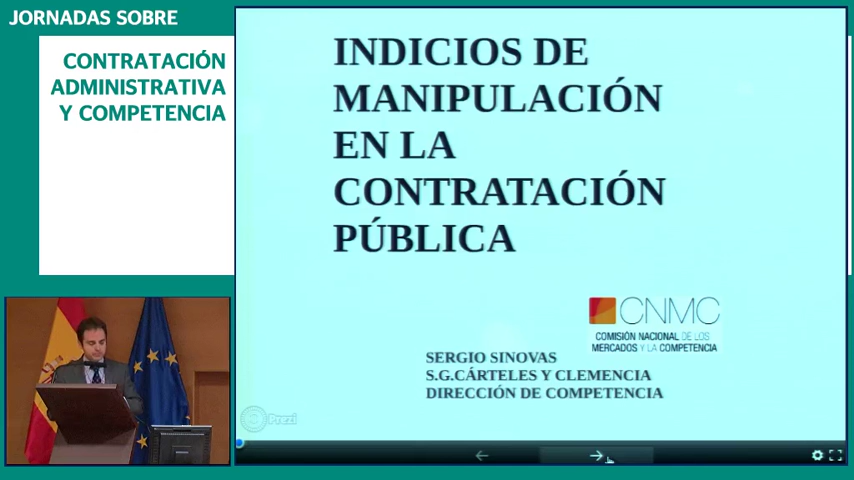 JORNADAS SOBRE
CONTRATACIÓN
ADMINISTRATIVA
Y COMPETENCIA
INDICIOS DE
MANIPULACIÓN
EN LA
CONTRATACIÓN
PÚBLICA
CNMC
COMISIÓN NACIONAL DE LOS
MERCADOS Y LA COMPETENCIA
SERGIO SINOVAS
S.G.CÁRTELES Y CLEMENCIA
DIRECCIÓN DE COMPETENCIA
Prezi